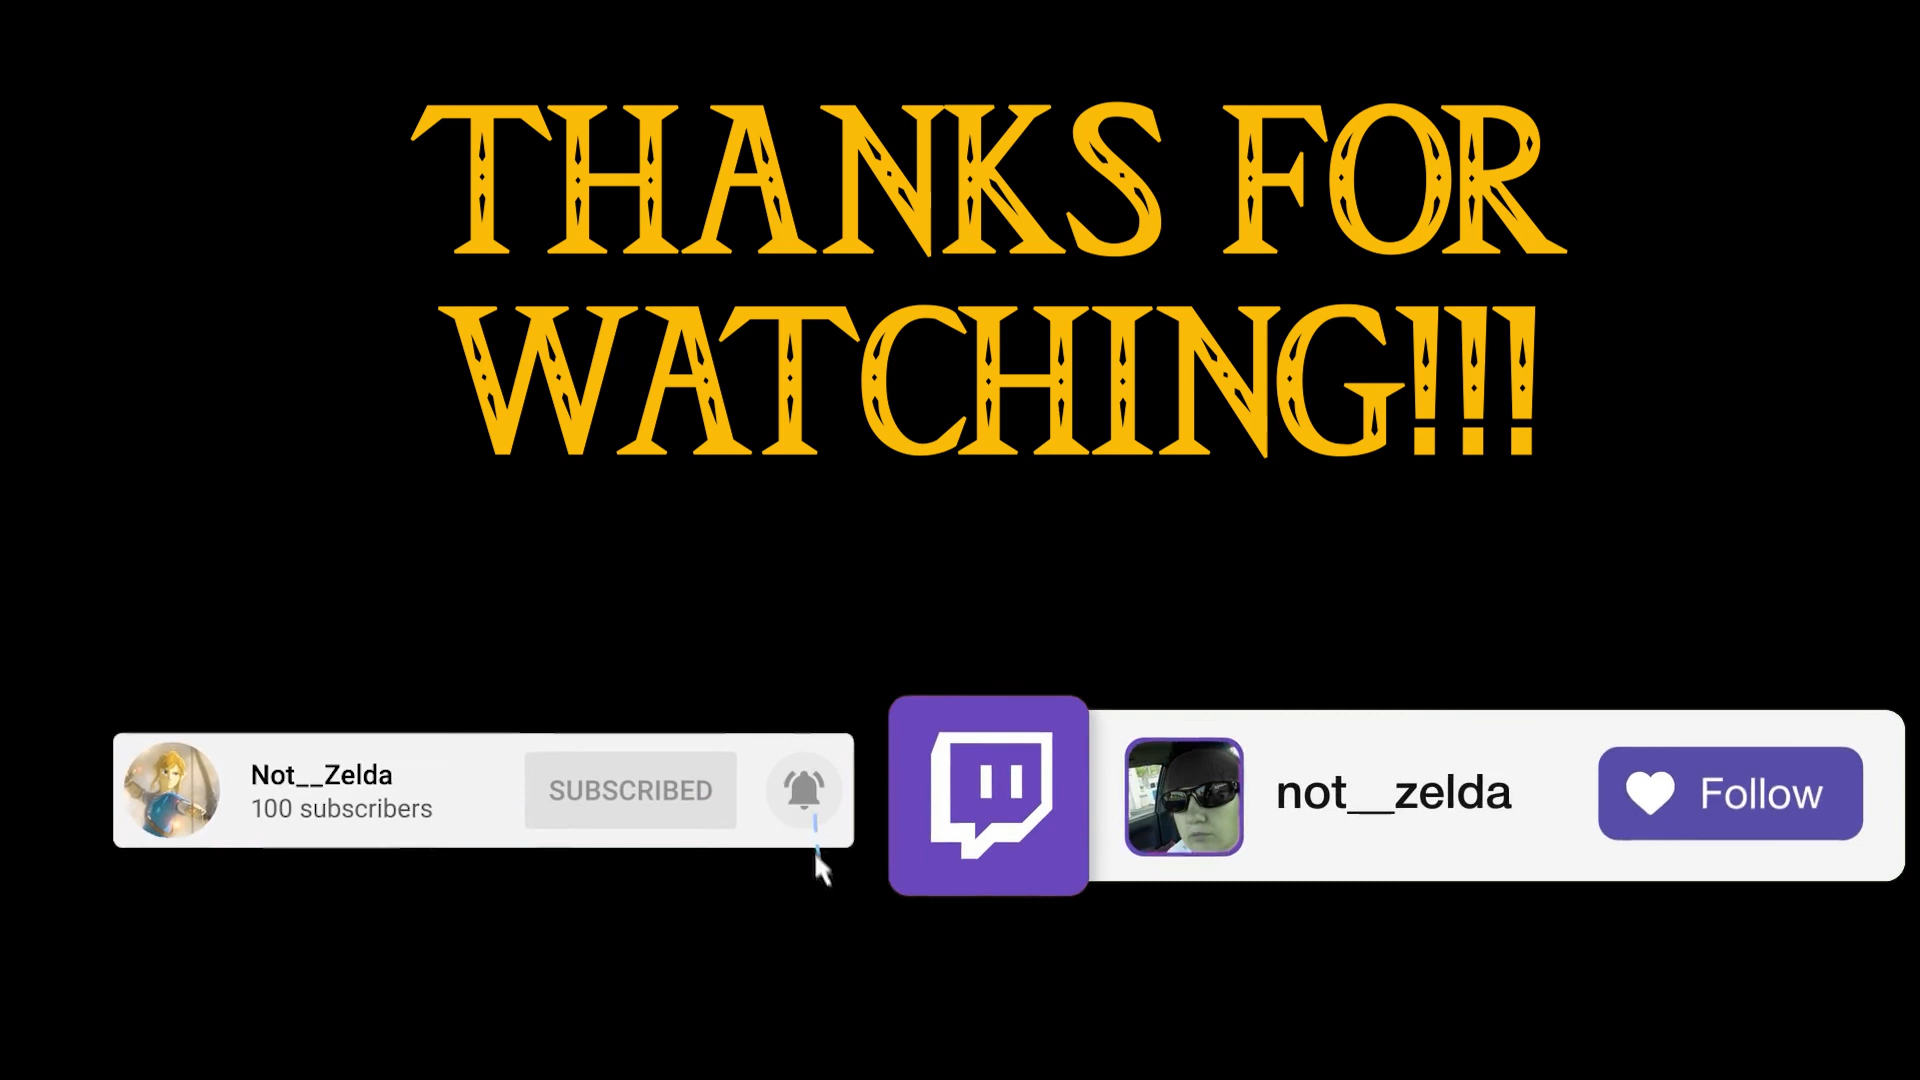 THANKS FOR
WATCHING!!!
Not__Zelda
100 subscribers
SUBSCRIBED
not__zelda
Follow